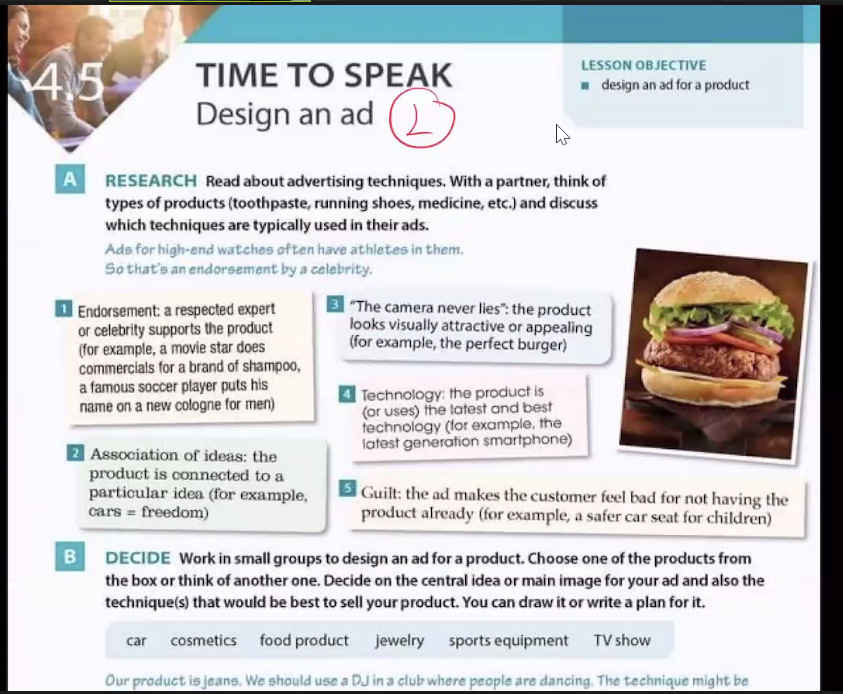 4.5
TIME TO SPEAK
Design an ad
L
LESSON OBJECTIVE
■ design an ad for a product
A RESEARCH Read about advertising techniques. With a partner, think of
types of products (toothpaste, running shoes, medicine, etc.) and discuss
which techniques are typically used in their ads.
Ads for high-end watches often have athletes in them.
So that's an endorsement by a celebrity.
1 Endorsement: a respected expert
or celebrity supports the product
(for example, a movie star does
commercials for a brand of shampoo,
a famous soccer player puts his
name on a new cologne for men)
2 Association of ideas: the
product is connected to a
particular idea (for example,
cars = freedom)
3 "The camera never lies": the product
looks visually attractive or appealing
(for example, the perfect burger)
4 Technology: the product is
(or uses) the latest and best
technology (for example, the
latest generation smartphone)
5 Guilt: the ad makes the customer feel bad for not having the
product already (for example, a safer car seat for children)
B DECIDE Work in small groups to design an ad for a product. Choose one of the products from
the box or think of another one. Decide on the central idea or main image for your ad and also the
technique(s) that would be best to sell your product. You can draw it or write a plan for it.
car cosmetics food product jewelry sports equipment TV show
Our product is jeans. We should use a DJ in a club where people are dancing. The technique might be